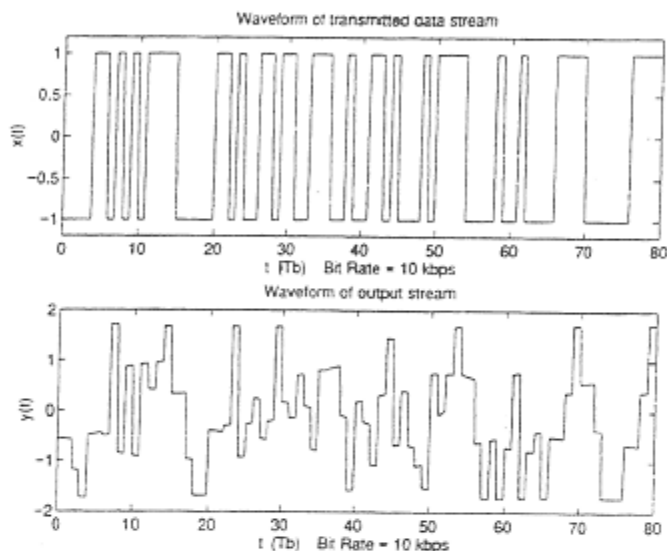 Waveform of transmitted data stream
1
0.5
0
−0.5
−1
x(t)
0 10 20 30 40 50 60 70 80
t (Tb) Bit Rate = 10 kbps
Waveform of output stream
2
1
0
−1
−2
y(t)
0 10 20 30 40 50 60 70 80
t (Tb) Bit Rate = 10 kbps